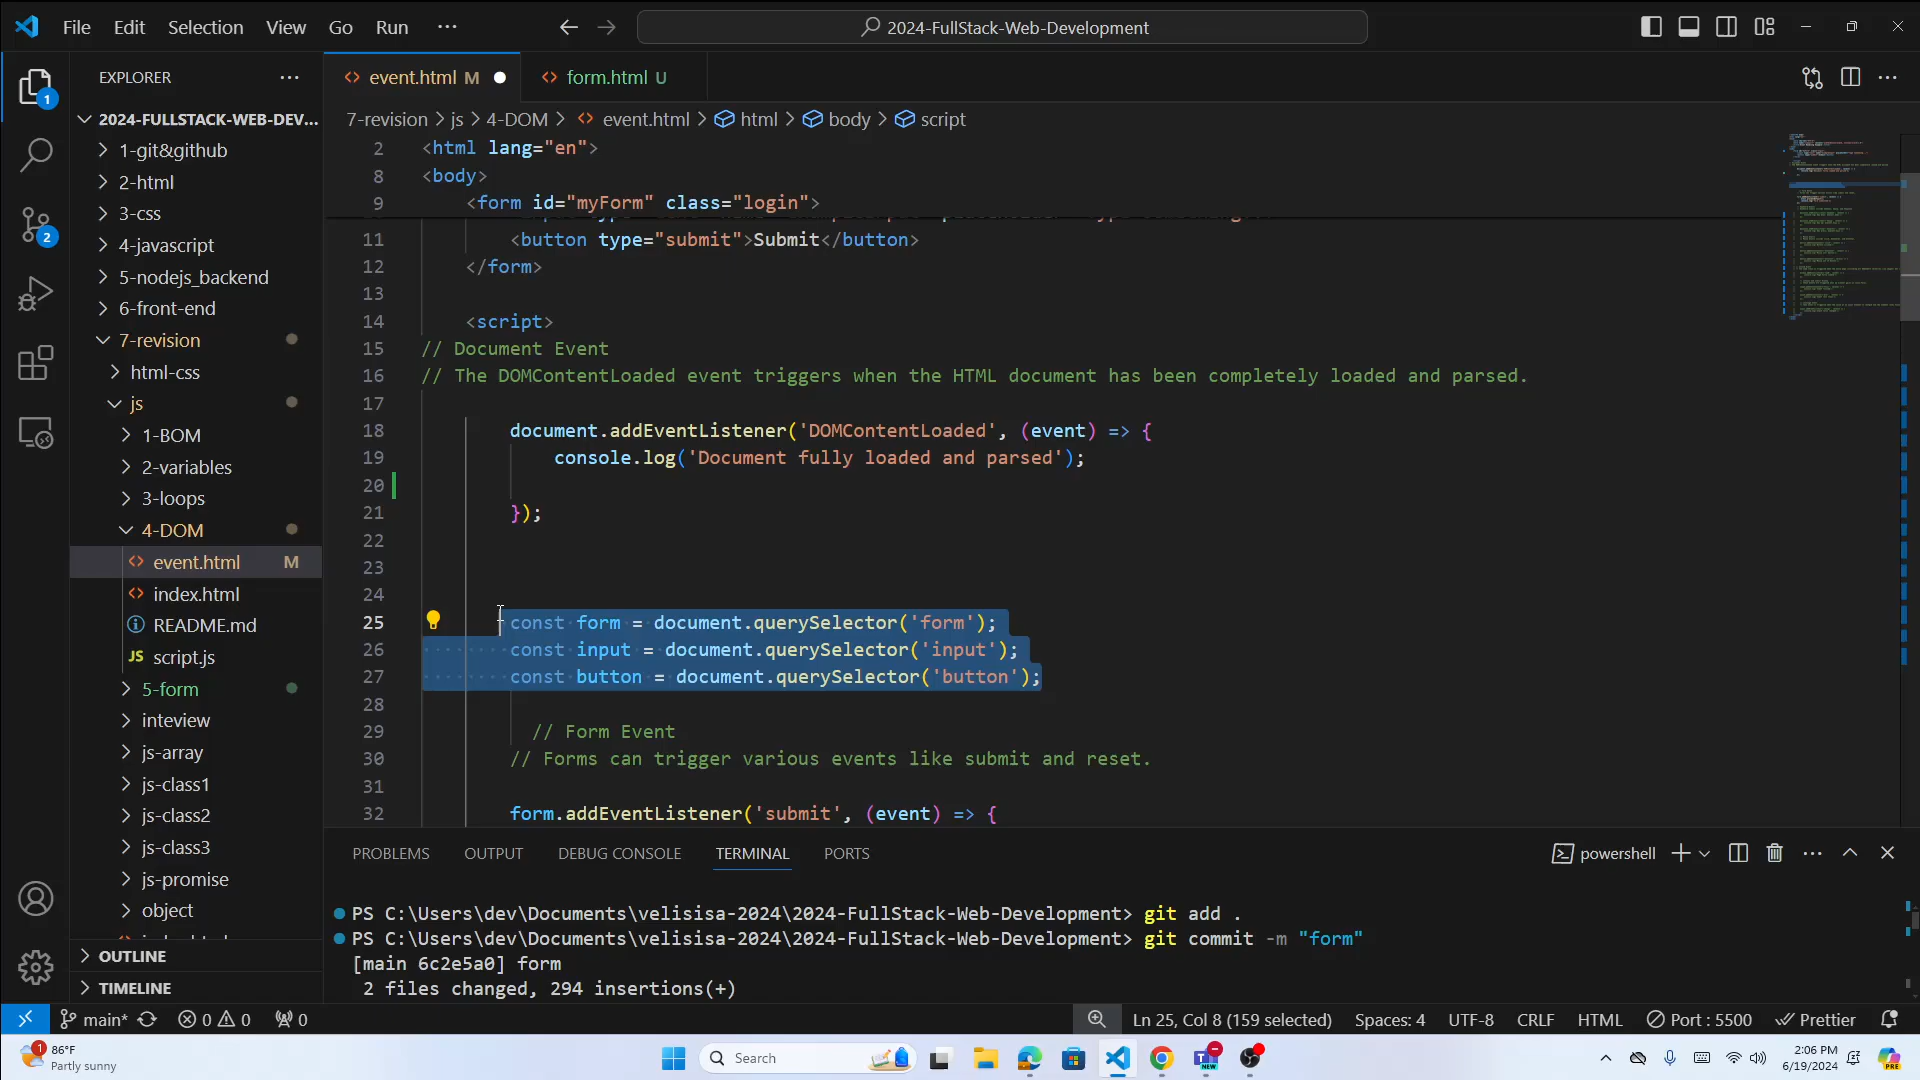 File Edit Selection View Go Run ··· 2024-FullStack-Web-Development
EXPLORER
event.html M form.html U
2024-FULLSTACK-WEB-DEV...
7-revision > js > 4-DOM > event.html > html > body > script
1-git&github
2-html
3-css
4-javascript
5-nodejs_backend
6-front-end
7-revision
html-css
js
1-BOM
2-variables
3-loops
4-DOM
event.html M
index.html
README.md
script.js
5-form
inteview
js-array
js-class1
js-class2
js-class3
js-promise
object
OUTLINE
TIMELINE
2 <html lang="en">
8 <body>
9 <form id="myForm" class="login">
11 <button type="submit">Submit</button>
12 </form>
13
14 <script>
15 // Document Event
16 // The DOMContentLoaded event triggers when the HTML document has been completely loaded and parsed.
17
18 document.addEventListener('DOMContentLoaded', (event) => {
19 console.log('Document fully loaded and parsed');
20
21 });
22
23
24
25 const form = document.querySelector('form');
26 const input = document.querySelector('input');
27 const button = document.querySelector('button');
28
29 // Form Event
30 // Forms can trigger various events like submit and reset.
31
32 form.addEventListener('submit', (event) => {
PROBLEMS OUTPUT DEBUG CONSOLE TERMINAL PORTS powershell
PS C:\Users\dev\Documents\velisisa-2024\2024-FullStack-Web-Development> git add .
PS C:\Users\dev\Documents\velisisa-2024\2024-FullStack-Web-Development> git commit -m "form"
[main 6c2e5a0] form
2 files changed, 294 insertions(+)
main* 0 0 0 Ln 25, Col 8 (159 selected) Spaces: 4 UTF-8 CRLF HTML Port : 5500 Prettier
1 86°F
Partly sunny
Search
NEW
2:06 PM
6/19/2024
PRE
1
2